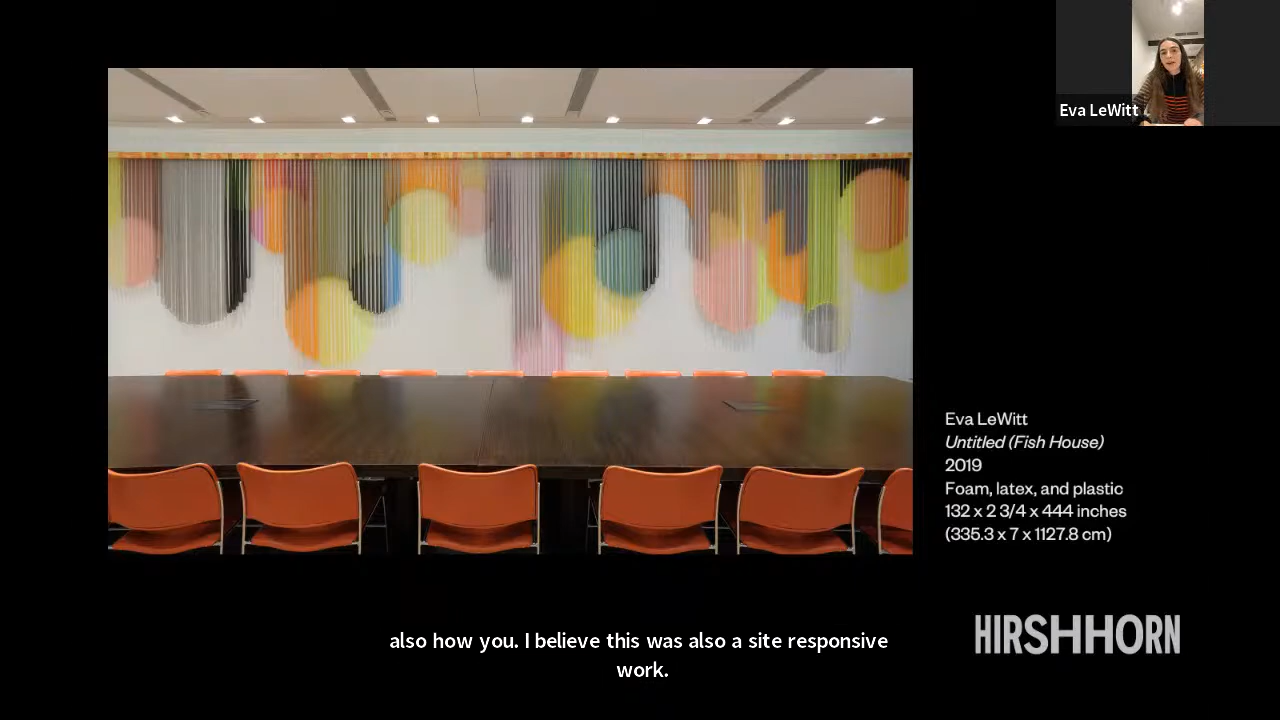 Eva LeWitt
Eva LeWitt
Untitled (Fish House)
2019
Foam, latex, and plastic
132 x 2 3/4 x 444 inches
(335.3 x 7 x 1127.8 cm)
HIRSHHORN
also how you. I believe this was also a site responsive
work.